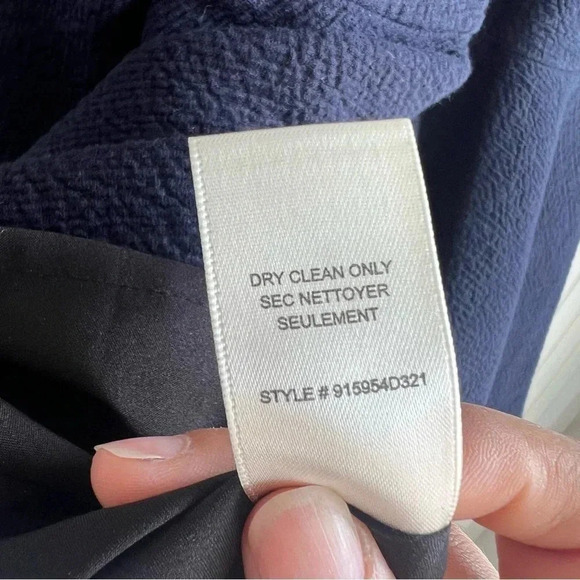 DRY CLEAN ONLY
SEC NETTOYER
SEULEMENT
STYLE # 915954D321